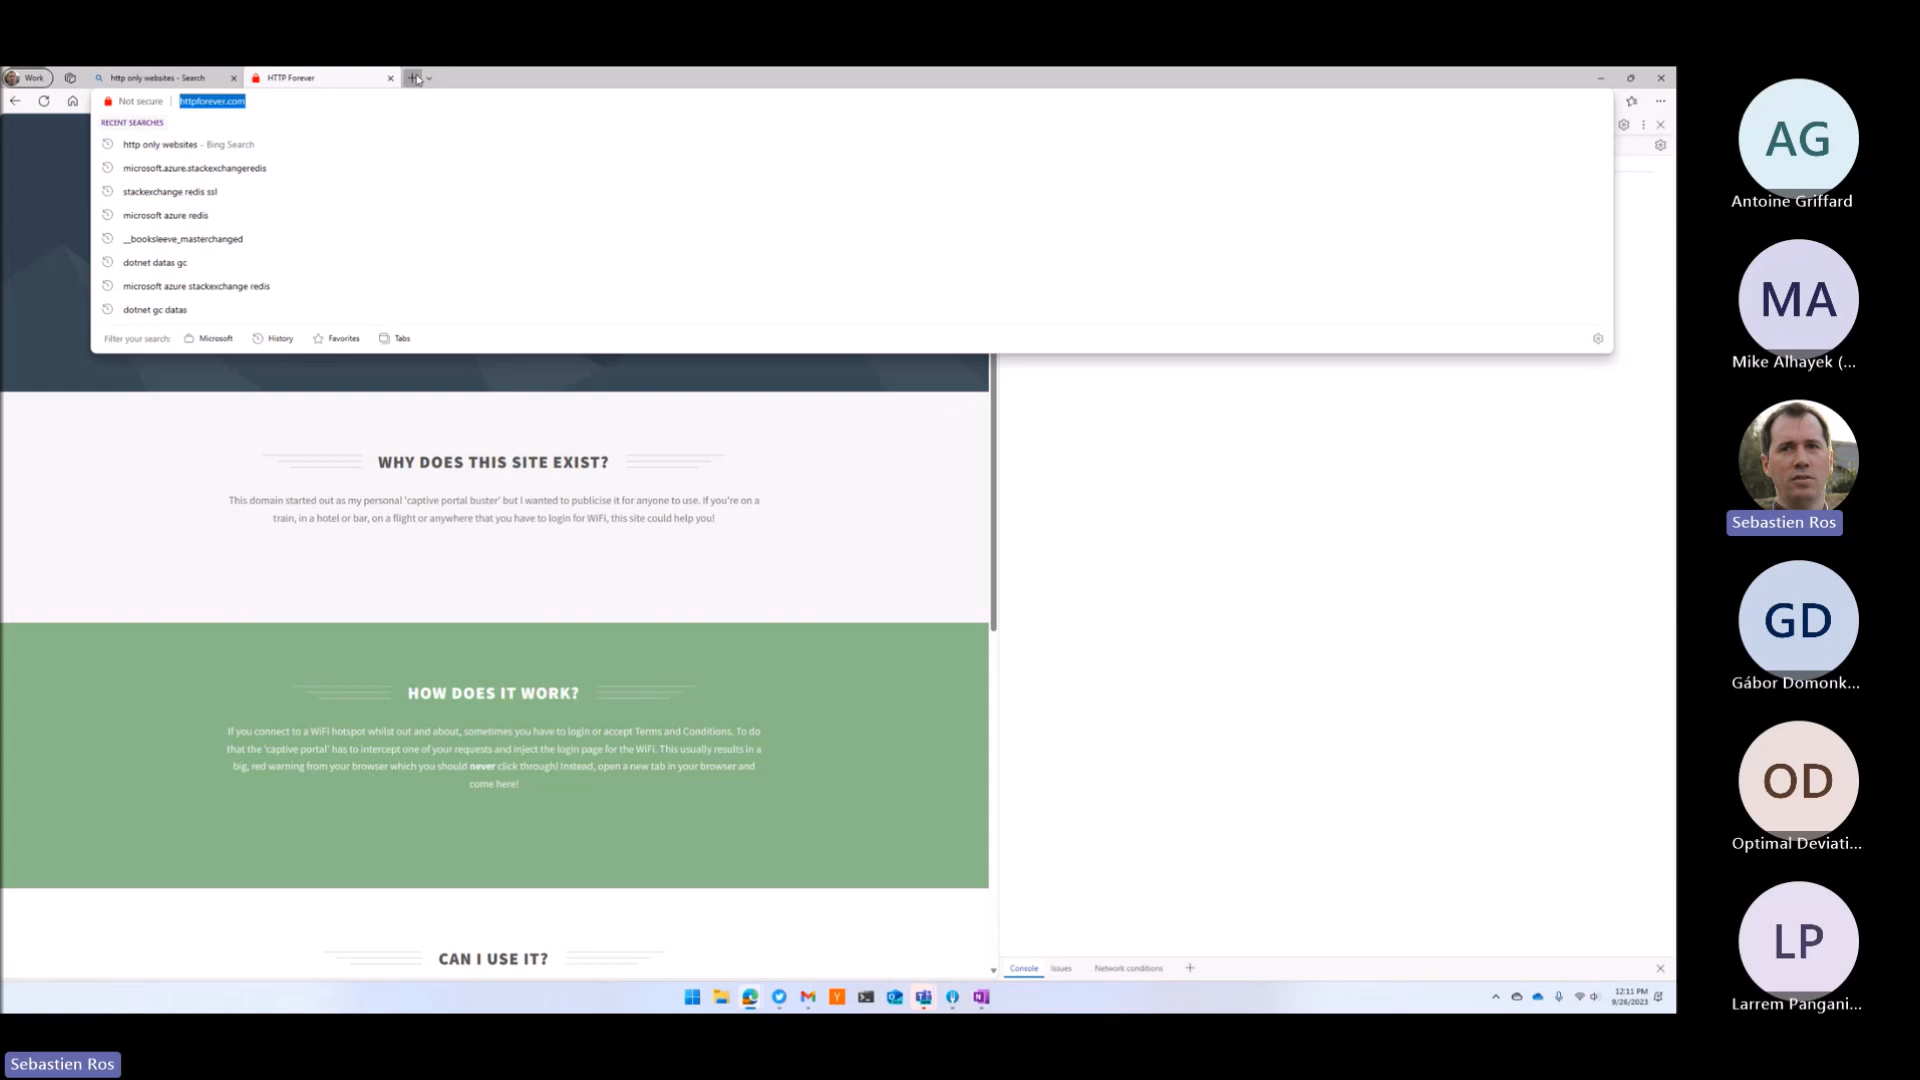 Work
http only websites - Search
HTTP Forever
Not secure
httpforever.com
RECENT SEARCHES
http only websites - Bing Search
microsoft.azure.stackexchangeredis
stackexchange redis ssl
microsoft azure redis
__booksleeve_masterchanged
dotnet datas gc
microsoft azure stackexchange redis
dotnet gc datas
Filter your search:
Microsoft
History
Favorites
Tabs
WHY DOES THIS SITE EXIST?
This domain started out as my personal 'captive portal buster' but I wanted to publicise it for anyone to use. If you're on a
train, in a hotel or bar, on a flight or anywhere that you have to login for WiFi, this site could help you!
HOW DOES IT WORK?
If you connect to a WiFi hotspot whilst out and about, sometimes you have to login or accept Terms and Conditions. To do
that the 'captive portal' has to intercept one of your requests and inject the login page for the WiFi. This usually results in a
big, red warning from your browser which you should never click through! Instead, open a new tab in your browser and
come here!
CAN I USE IT?
Console
Issues
Network conditions
12:11 PM
9/26/2023
AG
Antoine Griffard
MA
Mike Alhayek (...
Sebastien Ros
GD
Gábor Domonk...
OD
Optimal Deviati...
LP
Larrem Pangani...
Sebastien Ros